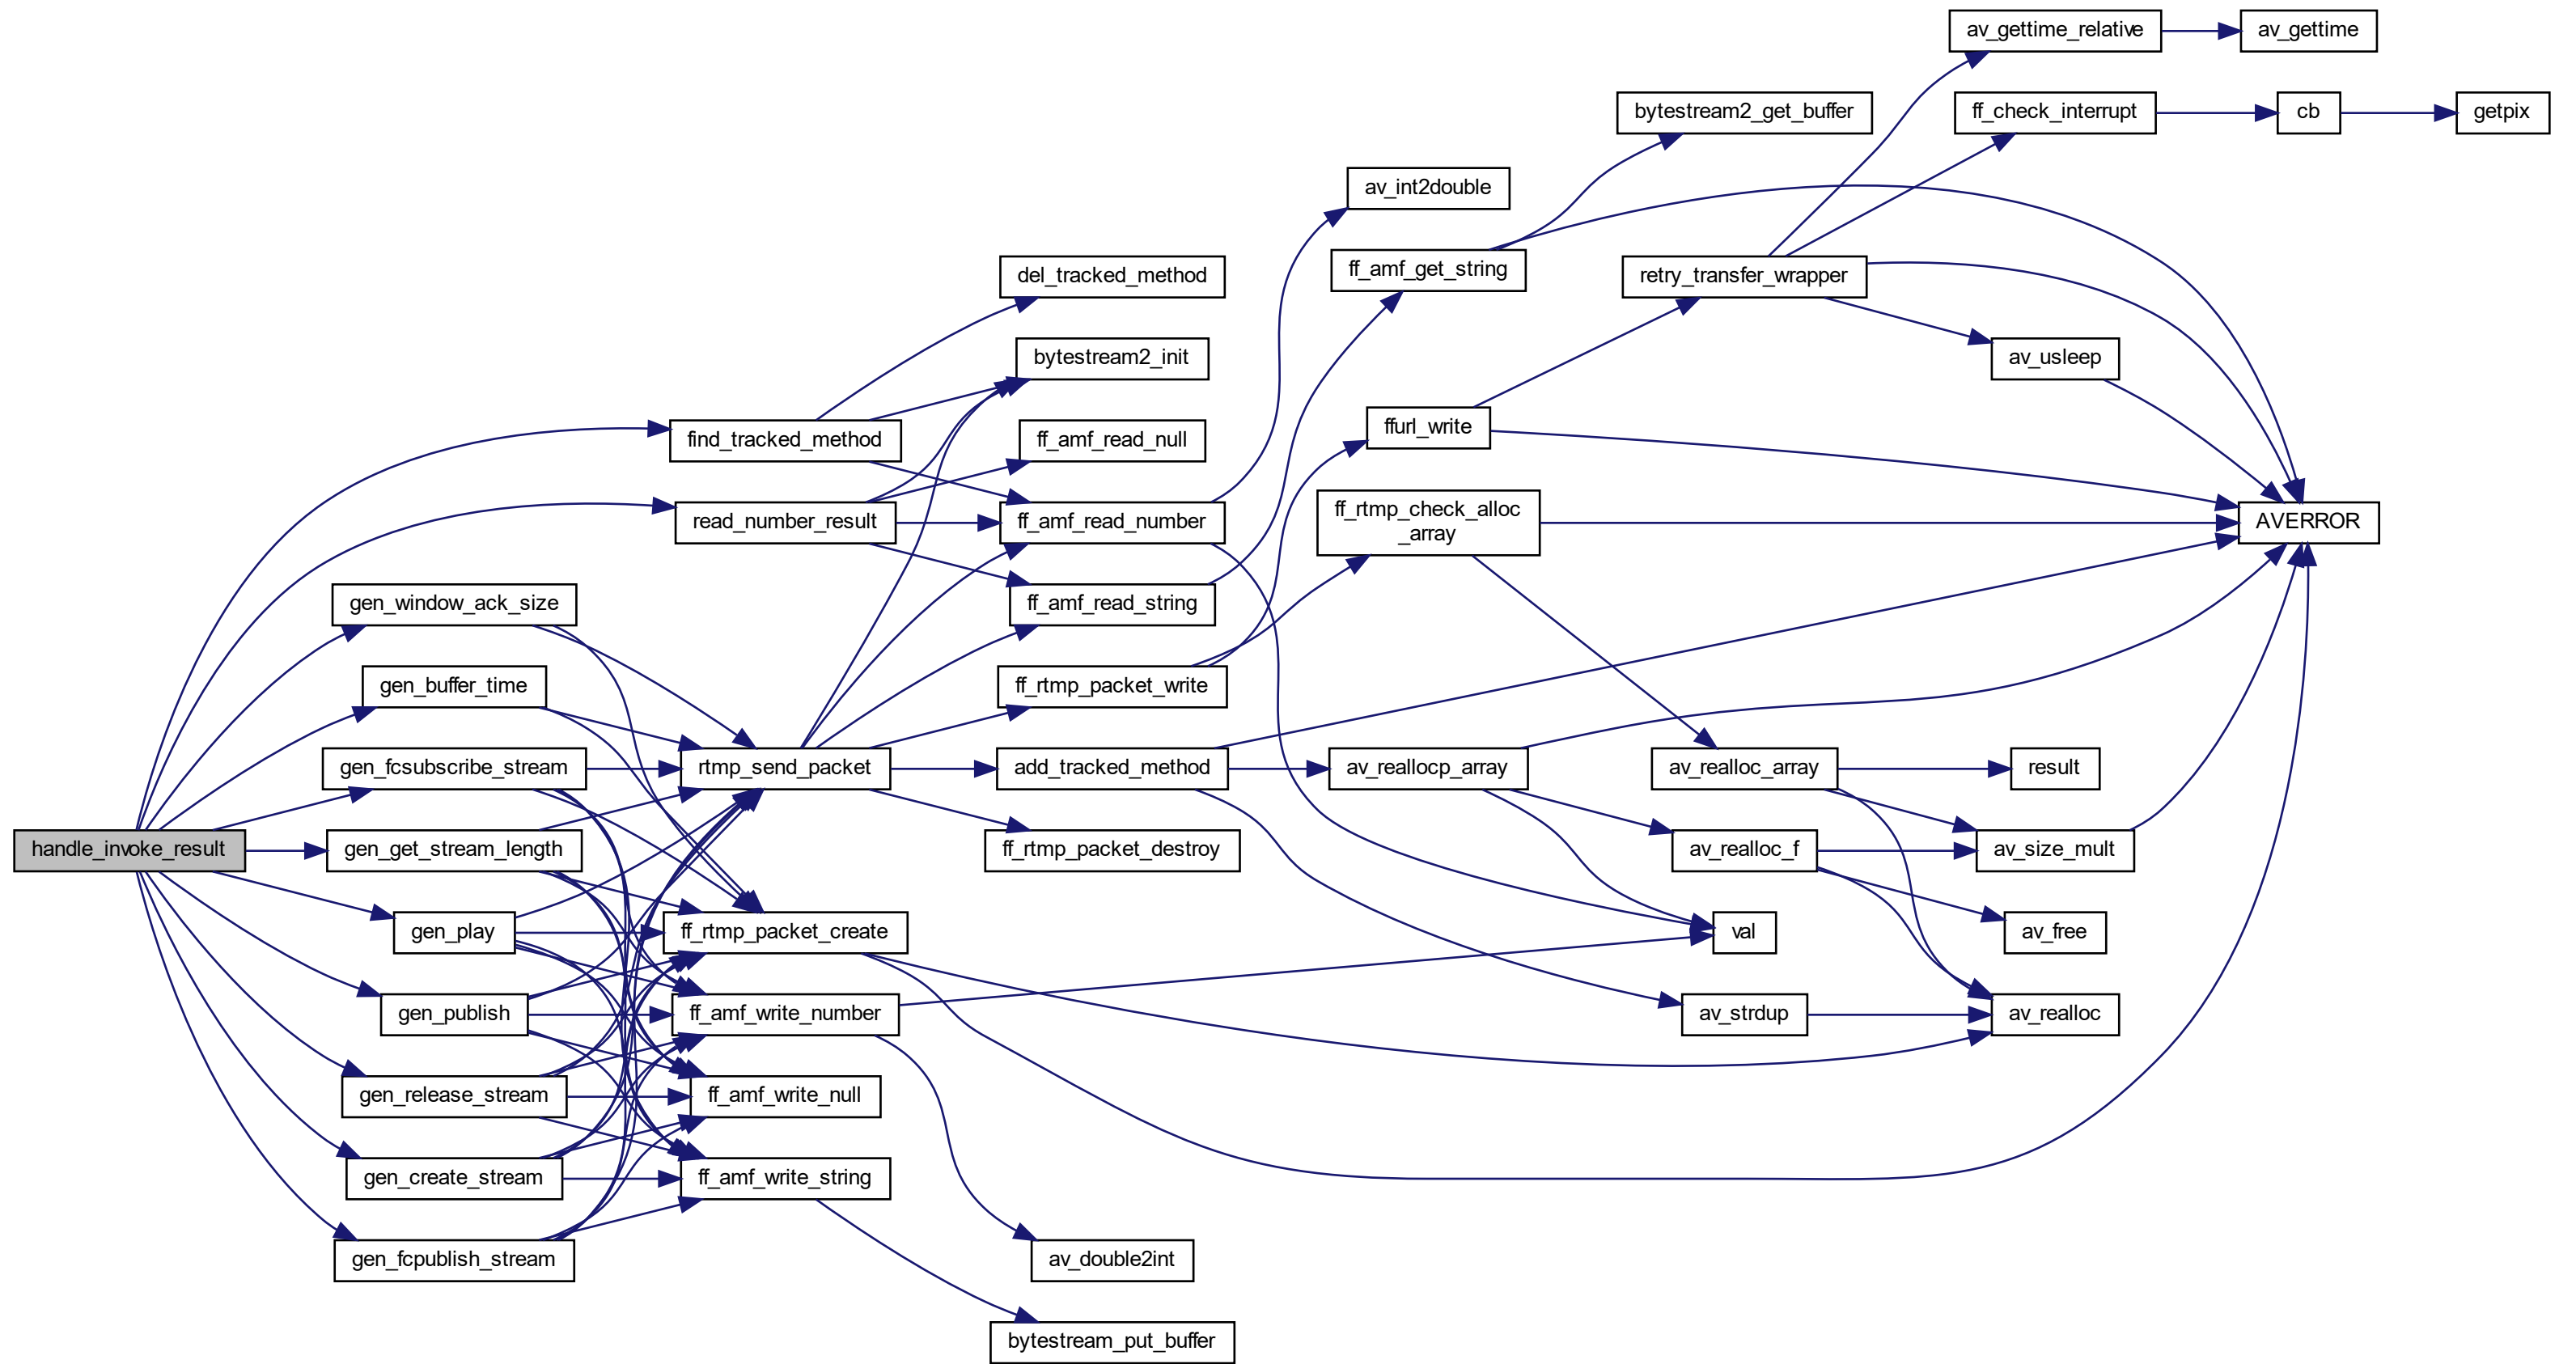 av_gettime_relative
av_gettime
bytestream2_get_buffer
ff_check_interrupt
cb
getpix
av_int2double
ff_amf_get_string
del_tracked_method
retry_transfer_wrapper
bytestream2_init
av_usleep
find_tracked_method
ff_amf_read_null
ffurl_write
read_number_result
ff_amf_read_number
ff_rtmp_check_alloc
_array
AVERROR
gen_window_ack_size
ff_amf_read_string
gen_buffer_time
ff_rtmp_packet_write
gen_fcsubscribe_stream
rtmp_send_packet
add_tracked_method
av_reallocp_array
av_realloc_array
result
handle_invoke_result
gen_get_stream_length
ff_rtmp_packet_destroy
av_realloc_f
av_size_mult
gen_play
ff_rtmp_packet_create
val
av_free
gen_publish
ff_amf_write_number
av_strdup
av_realloc
gen_release_stream
ff_amf_write_null
gen_create_stream
ff_amf_write_string
gen_fcpublish_stream
av_double2int
bytestream_put_buffer